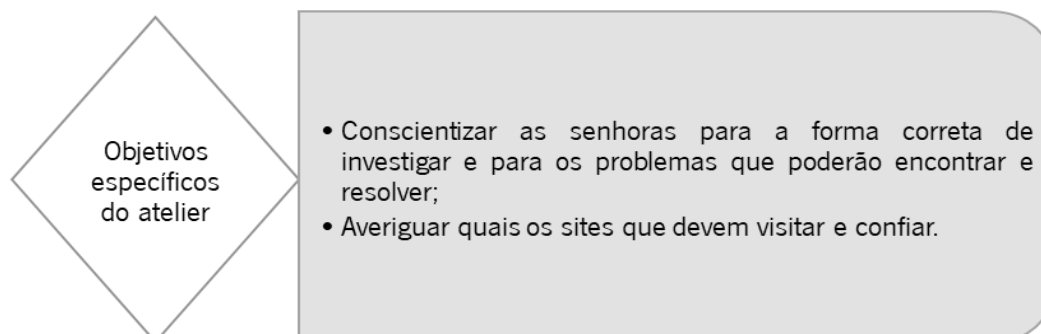 Objetivos
específicos
do atelier
• Conscientizar as senhoras para a forma correta de
investigar e para os problemas que poderão encontrar e
resolver;
• Averiguar quais os sites que devem visitar e confiar.